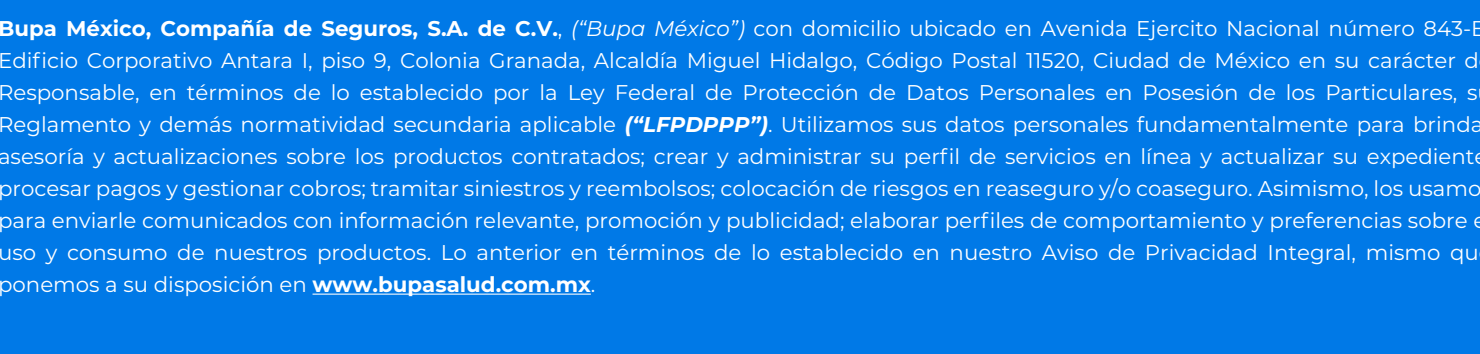 Bupa México, Compañía de Seguros, S.A. de C.V., (“Bupa México”) con domicilio ubicado en Avenida Ejercito Nacional número 843-B
Edificio Corporativo Antara I, piso 9, Colonia Granada, Alcaldía Miguel Hidalgo, Código Postal 11520, Ciudad de México en su carácter d
Responsable, en términos de lo establecido por la Ley Federal de Protección de Datos Personales en Posesión de los Particulares, s
Reglamento y demás normatividad secundaria aplicable (“LFPDPPP”). Utilizamos sus datos personales fundamentalmente para brinda
asesoría y actualizaciones sobre los productos contratados; crear y administrar su perfil de servicios en línea y actualizar su expediente
procesar pagos y gestionar cobros; tramitar siniestros y reembolsos; colocación de riesgos en reaseguro y/o coaseguro. Asimismo, los usamo
para enviarle comunicados con información relevante, promoción y publicidad; elaborar perfiles de comportamiento y preferencias sobre e
uso y consumo de nuestros productos. Lo anterior en términos de lo establecido en nuestro Aviso de Privacidad Integral, mismo qu
ponemos a su disposición en www.bupasalud.com.mx.